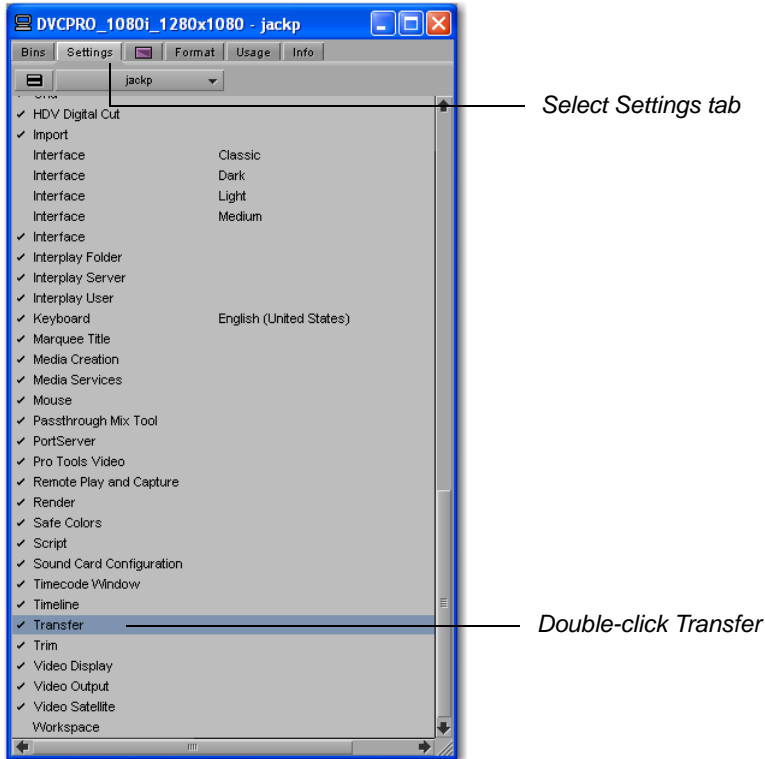 DVCPRO_1080i_1280x1080 - jackp
Bins Settings Format Usage Info
jackp
Select Settings tab
✓ HDV Digital Cut
✓ Import
Interface Classic
Interface Dark
Interface Light
Interface Medium
✓ Interface
✓ Interplay Folder
✓ Interplay Server
✓ Interplay User
✓ Keyboard English (United States)
✓ Marquee Title
✓ Media Creation
✓ Media Services
✓ Mouse
✓ Passthrough Mix Tool
✓ PortServer
✓ Pro Tools Video
✓ Remote Play and Capture
✓ Render
✓ Safe Colors
✓ Script
✓ Sound Card Configuration
✓ Timecode Window
✓ Timeline
✓ Transfer
Double-click Transfer
✓ Trim
✓ Video Display
✓ Video Output
✓ Video Satellite
Workspace